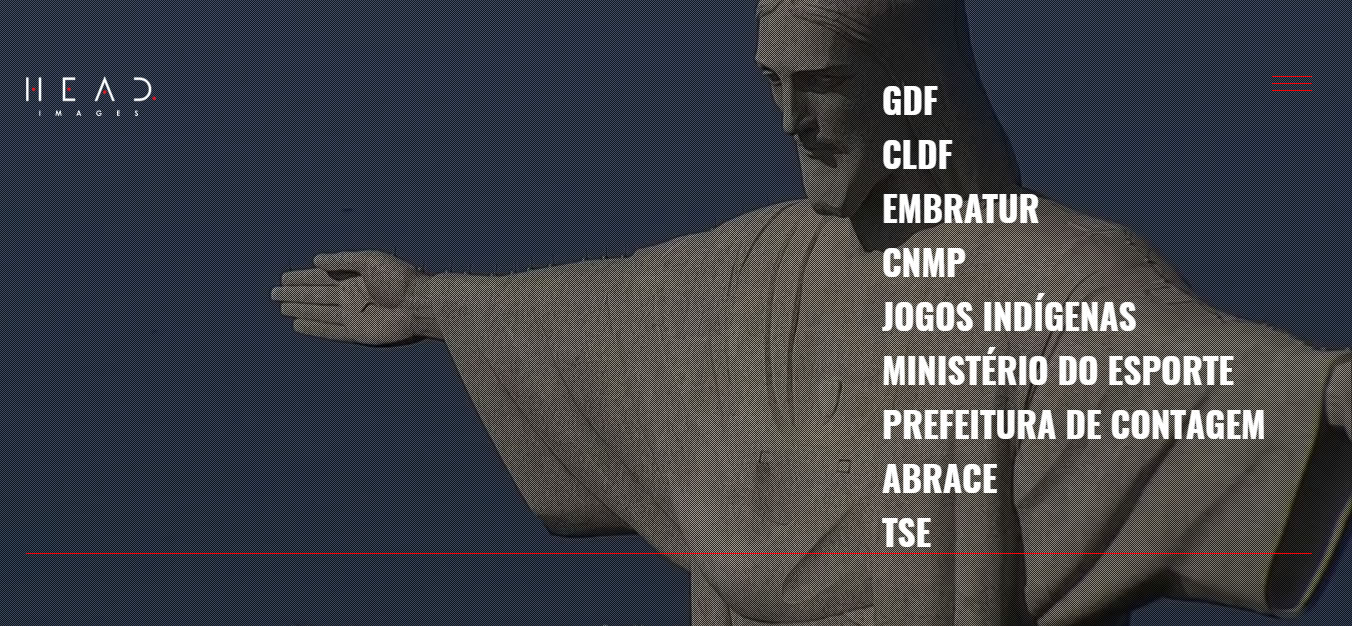 HEAD
IMAGES
GDF
CLDF
EMBRATUR
CNMP
JOGOS INDÍGENAS
MINISTÉRIO DO ESPORTE
PREFEITURA DE CONTAGEM
ABRACE
TSE